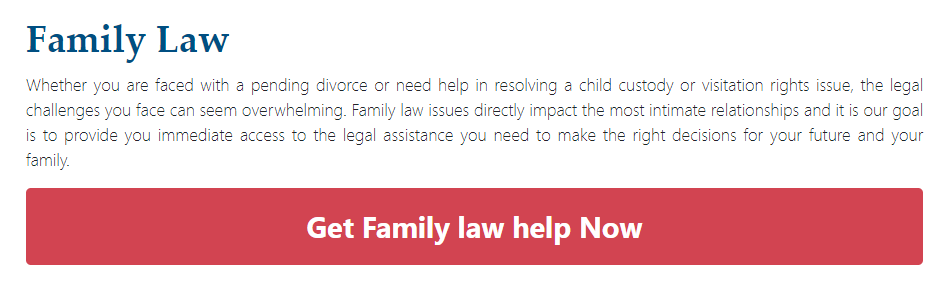 Family Law
Whether you are faced with a pending divorce or need help in resolving a child custody or visitation rights issue, the legal
challenges you face can seem overwhelming. Family law issues directly impact the most intimate relationships and it is our goal
is to provide you immediate access to the legal assistance you need to make the right decisions for your future and your
family.
Get Family law help Now